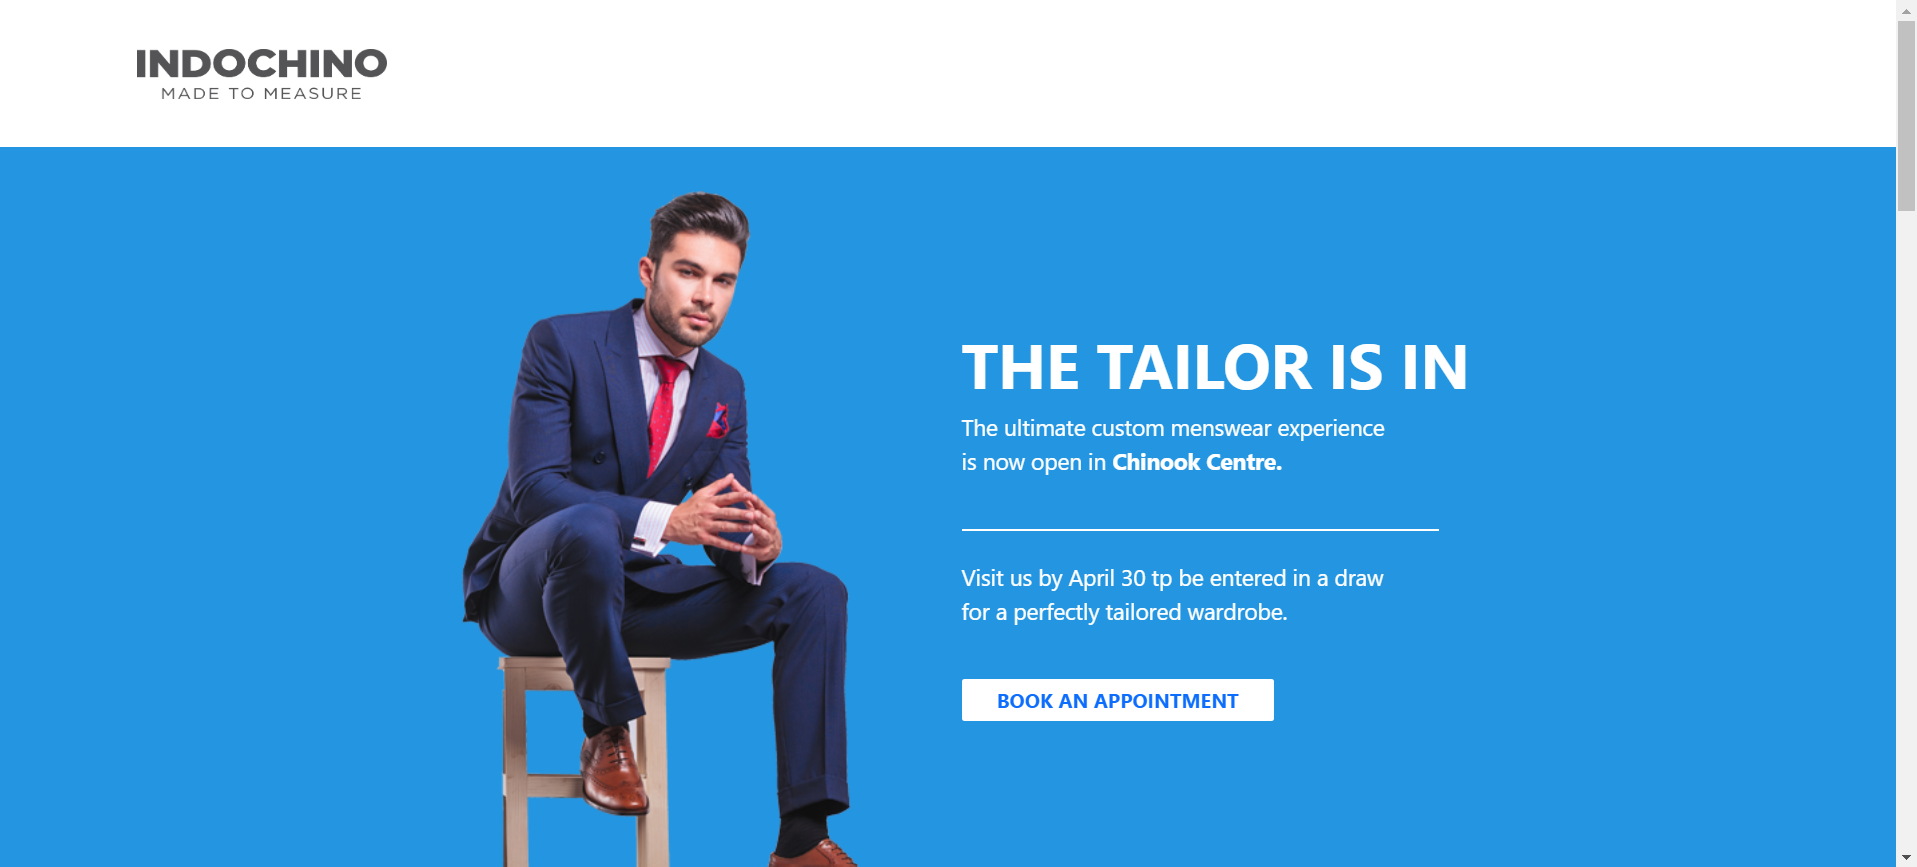 INDOCHINO
MADE TO MEASURE
THE TAILOR IS IN
The ultimate custom menswear experience
is now open in Chinook Centre.
Visit us by April 30 tp be entered in a draw
for a perfectly tailored wardrobe.
BOOK AN APPOINTMENT